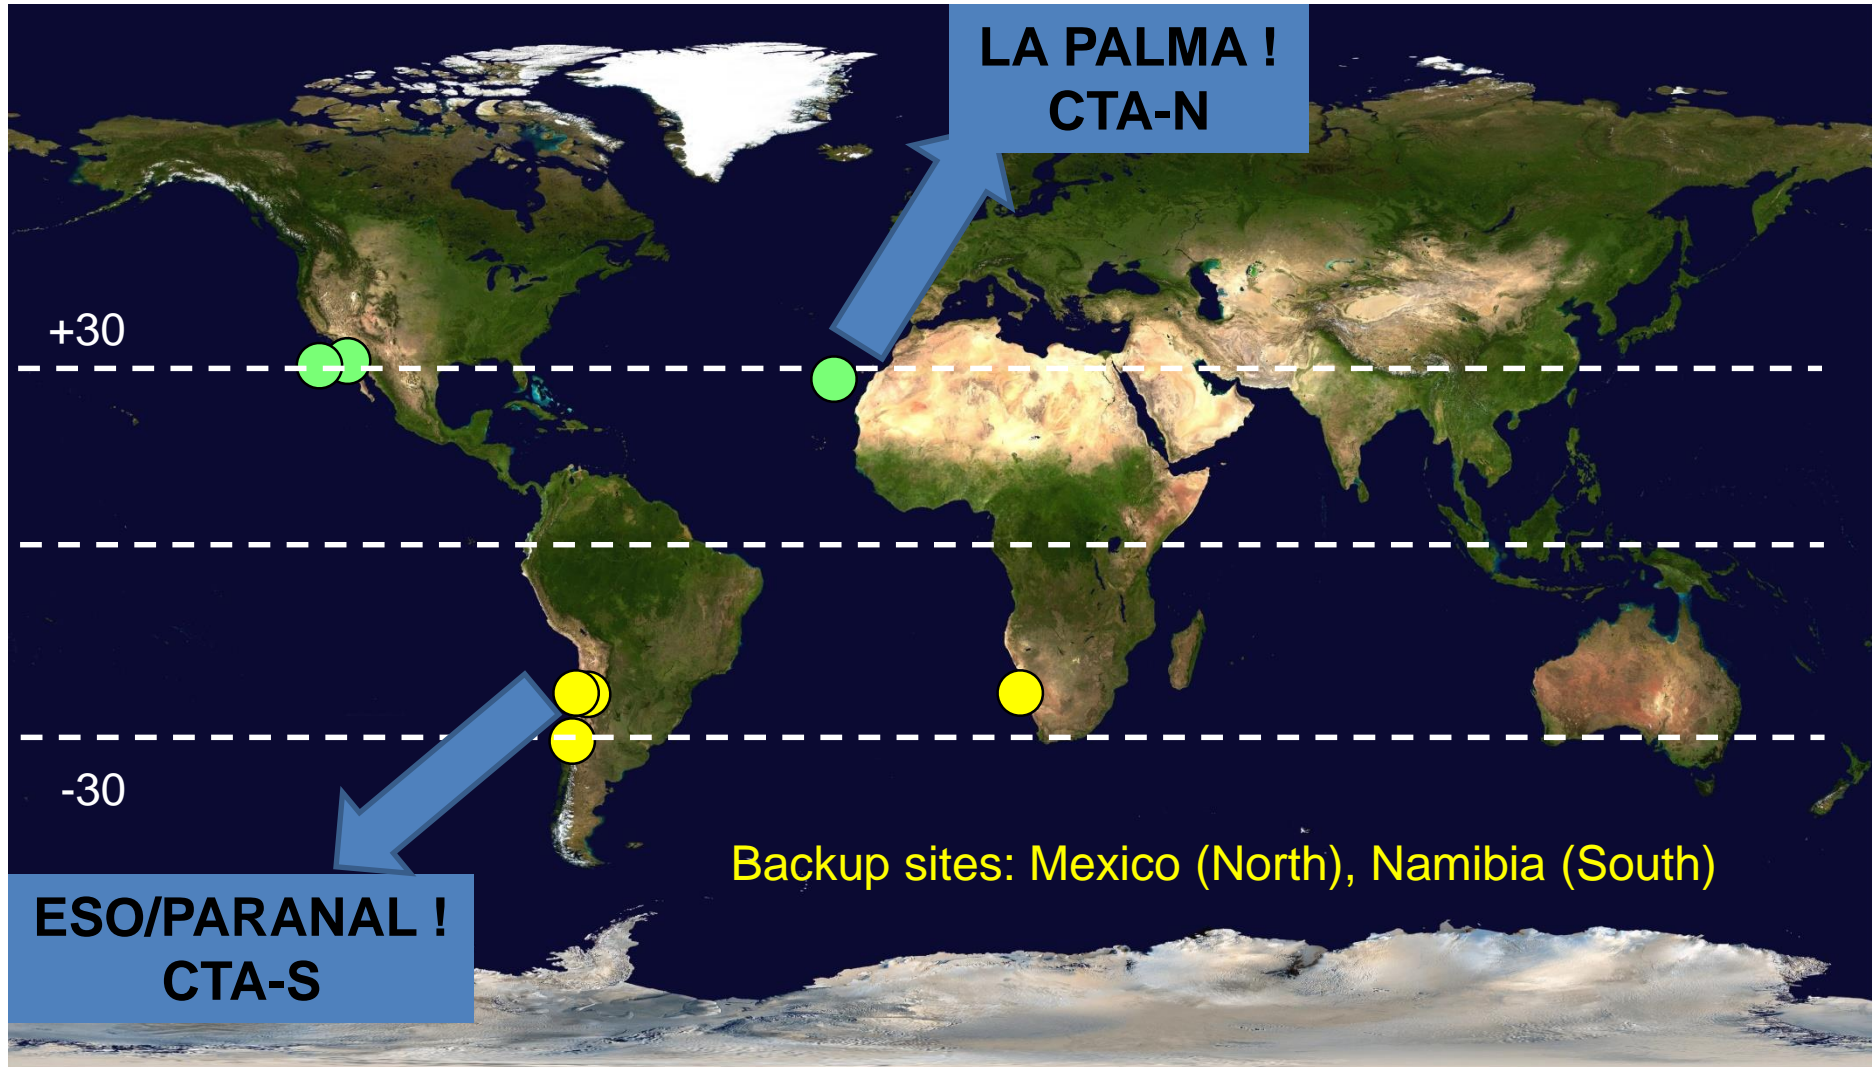 LA PALMA !
CTA-N
+30
-30
Backup sites: Mexico (North), Namibia (South)
ESO/PARANAL !
CTA-S